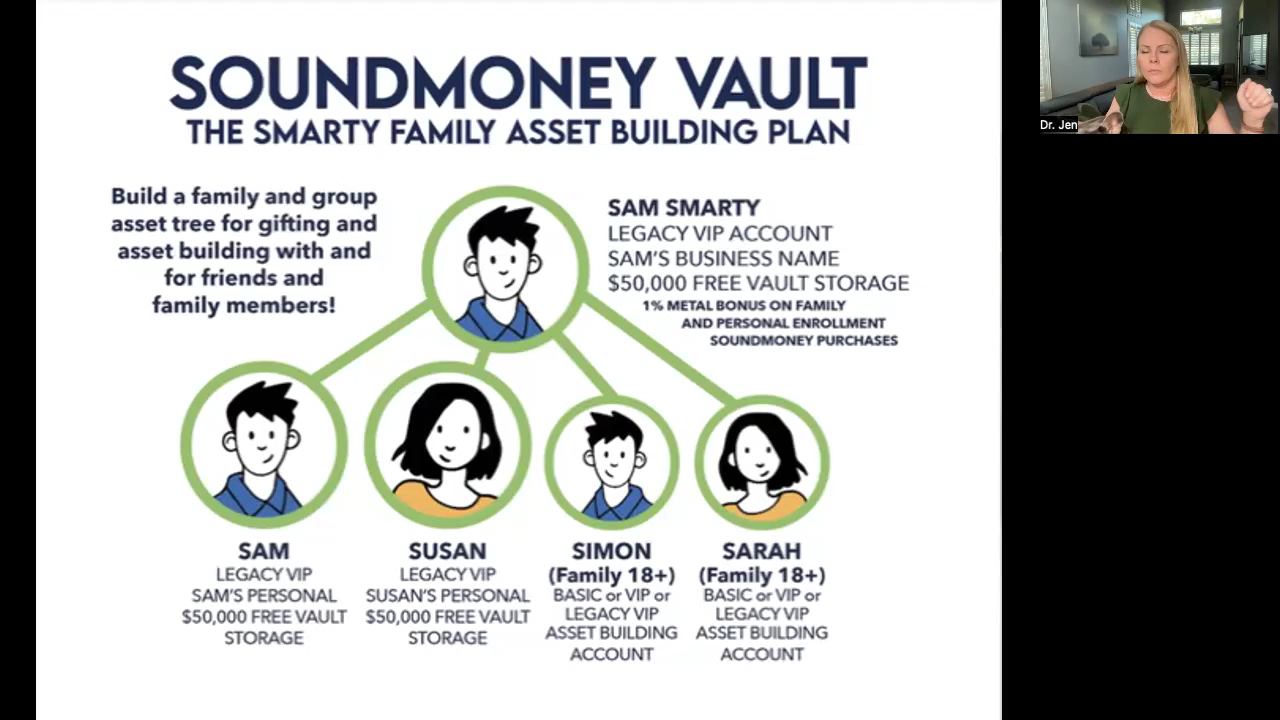 SOUNDMONEY VAULT
THE SMARTY FAMILY ASSET BUILDING PLAN
Build a family and group
asset tree for gifting and
asset building with and
for friends and
family members!
SAM SMARTY
LEGACY VIP ACCOUNT
SAM'S BUSINESS NAME
$50,000 FREE VAULT STORAGE
1% METAL BONUS ON FAMILY
AND PERSONAL ENROLLMENT
SOUNDMONEY PURCHASES
SAM
LEGACY VIP
SAM'S PERSONAL
$50,000 FREE VAULT
STORAGE
SUSAN
LEGACY VIP
SUSAN'S PERSONAL
$50,000 FREE VAULT
STORAGE
SIMON
(Family 18+)
BASIC or VIP or
LEGACY VIP
ASSET BUILDING
ACCOUNT
SARAH
(Family 18+)
BASIC or VIP or
LEGACY VIP
ASSET BUILDING
ACCOUNT
Dr. Jen